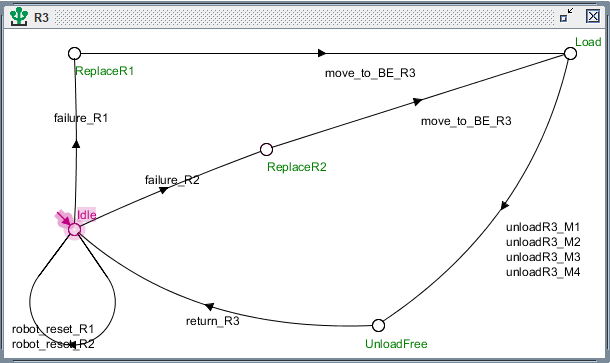 R3
Load
ReplaceR1
move_to_BE_R3
failure_R1
move_to_BE_R3
ReplaceR2
failure_R2
Idle
unloadR3_M1
unloadR3_M2
unloadR3_M3
unloadR3_M4
return_R3
robot_reset_R1
robot_reset_R2
UnloadFree